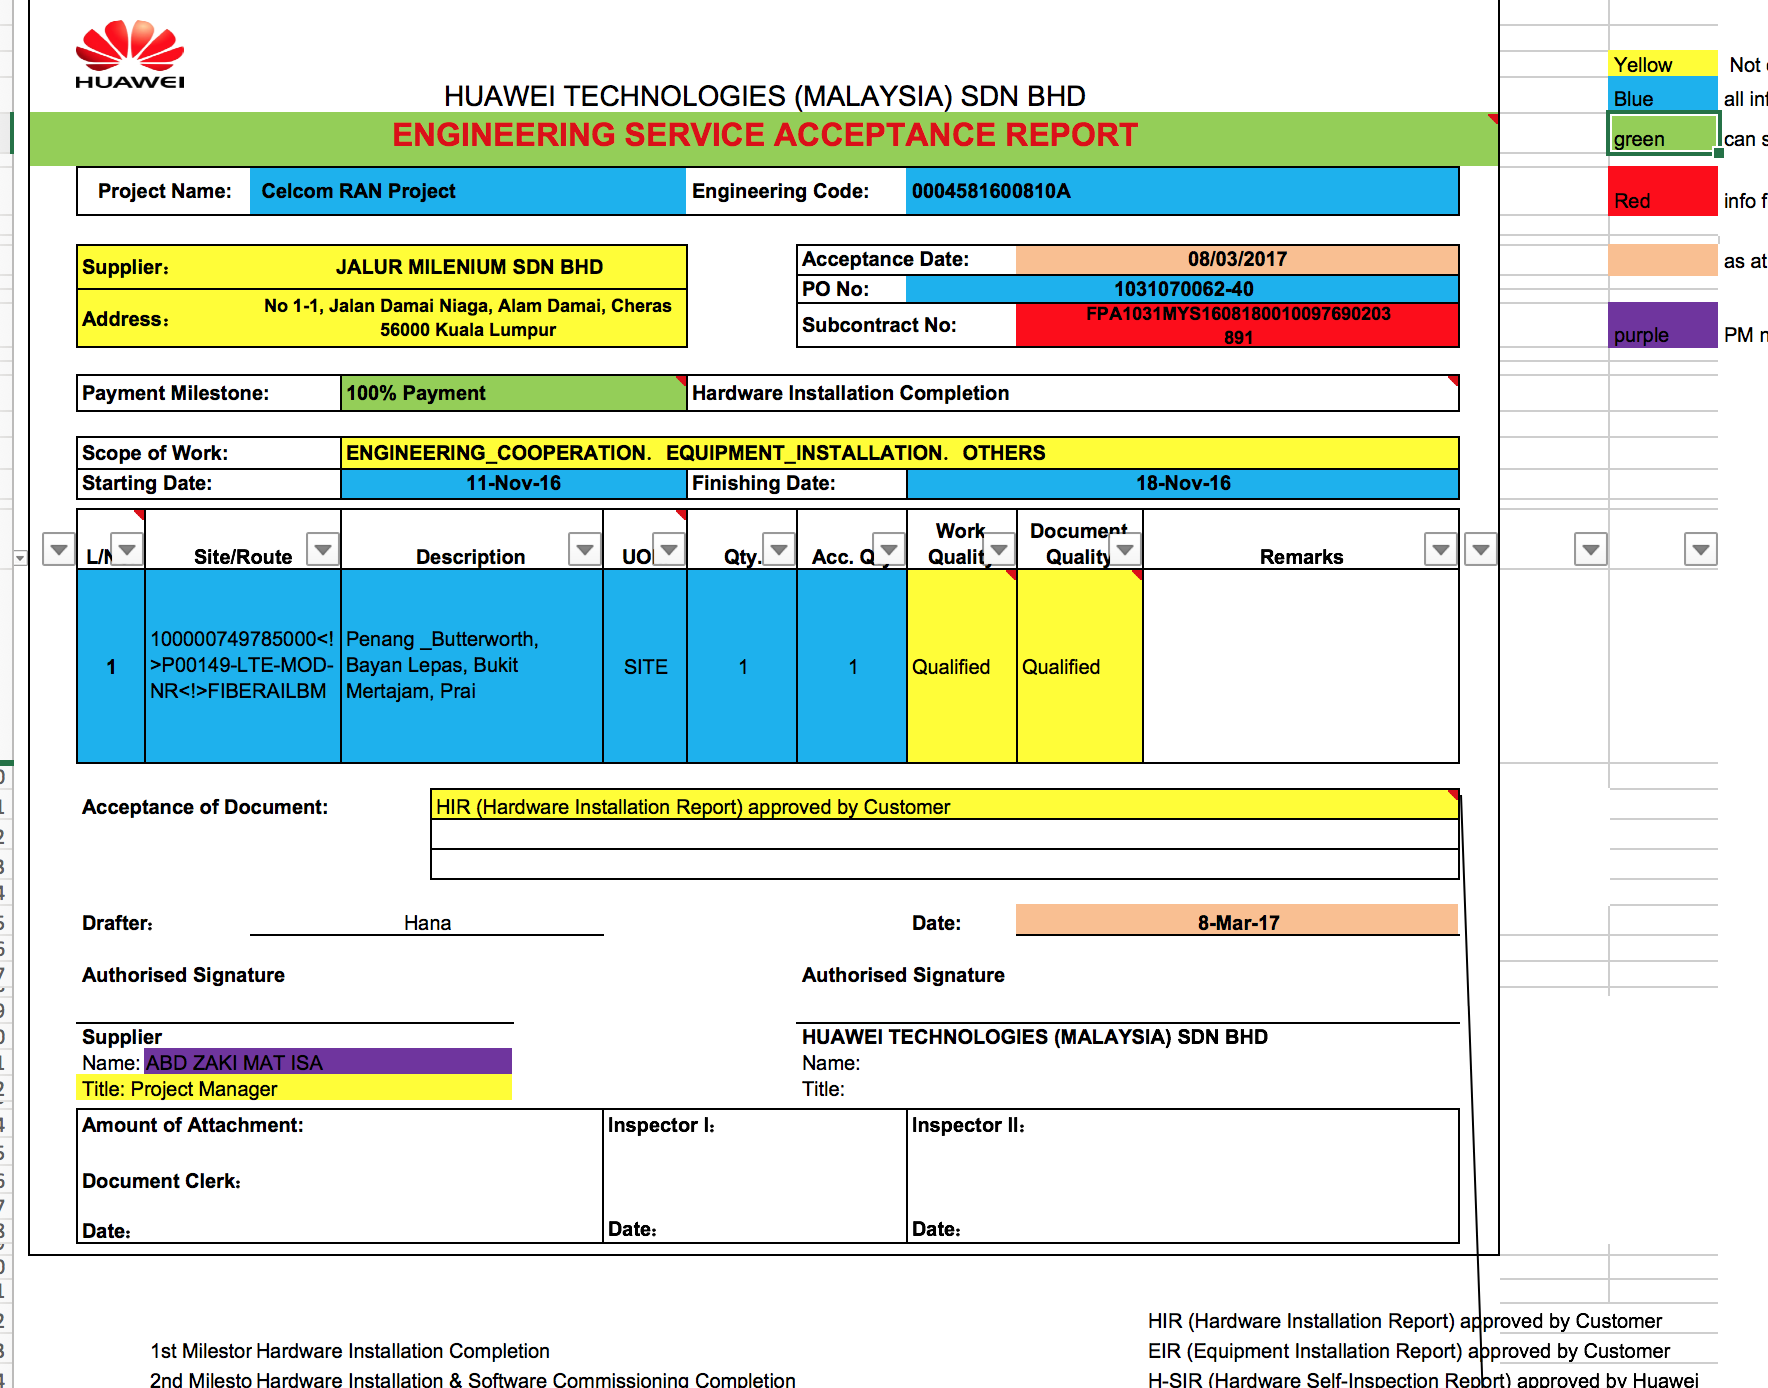 HUAWEI
HUAWEI TECHNOLOGIES (MALAYSIA) SDN BHD
ENGINEERING SERVICE ACCEPTANCE REPORT
Project Name: Celcom RAN Project Engineering Code: 0004581600810A
Supplier: JALUR MILENIUM SDN BHD
Address: No 1-1, Jalan Damai Niaga, Alam Damai, Cheras
56000 Kuala Lumpur
Acceptance Date: 08/03/2017
PO No: 1031070062-40
Subcontract No: FPA1031MYS1608180010097690203
891
Payment Milestone: 100% Payment Hardware Installation Completion
Scope of Work: ENGINEERING_COOPERATION. EQUIPMENT_INSTALLATION. OTHERS
Starting Date: 11-Nov-16 Finishing Date: 18-Nov-16
Site/Route Description Qty. Acc. Work Quality Document Quality Remarks
1
100000749785000<!
>P00149-LTE-MOD-
NR<!>FIBERAILBM
Penang _Butterworth,
Bayan Lepas, Bukit
Mertajam, Prai
SITE 1 1 Qualified Qualified
Acceptance of Document: HIR (Hardware Installation Report) approved by Customer
Drafter: Hana Date: 8-Mar-17
Authorised Signature Authorised Signature
Supplier
Name: ABD ZAKI MAT ISA
Title: Project Manager
HUAWEI TECHNOLOGIES (MALAYSIA) SDN BHD
Name:
Title:
Amount of Attachment: Inspector I: Inspector II:
Document Clerk:
Date: Date: Date:
Yellow Not
Blue all
green can
Red info
as
purple PM
HIR (Hardware Installation Report) approved by Customer
1st Milestor Hardware Installation Completion
EIR (Equipment Installation Report) approved by Customer
2nd Milesto Hardware Installation & Software Commissioning Completion
H-SIR (Hardware Self-Inspection Report) approved by Huawei